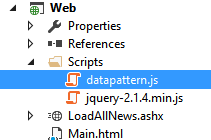 Web
Properties
References
Scripts
datapattern.js
jquery-2.1.4.min.js
LoadAllNews.ashx
Main.html